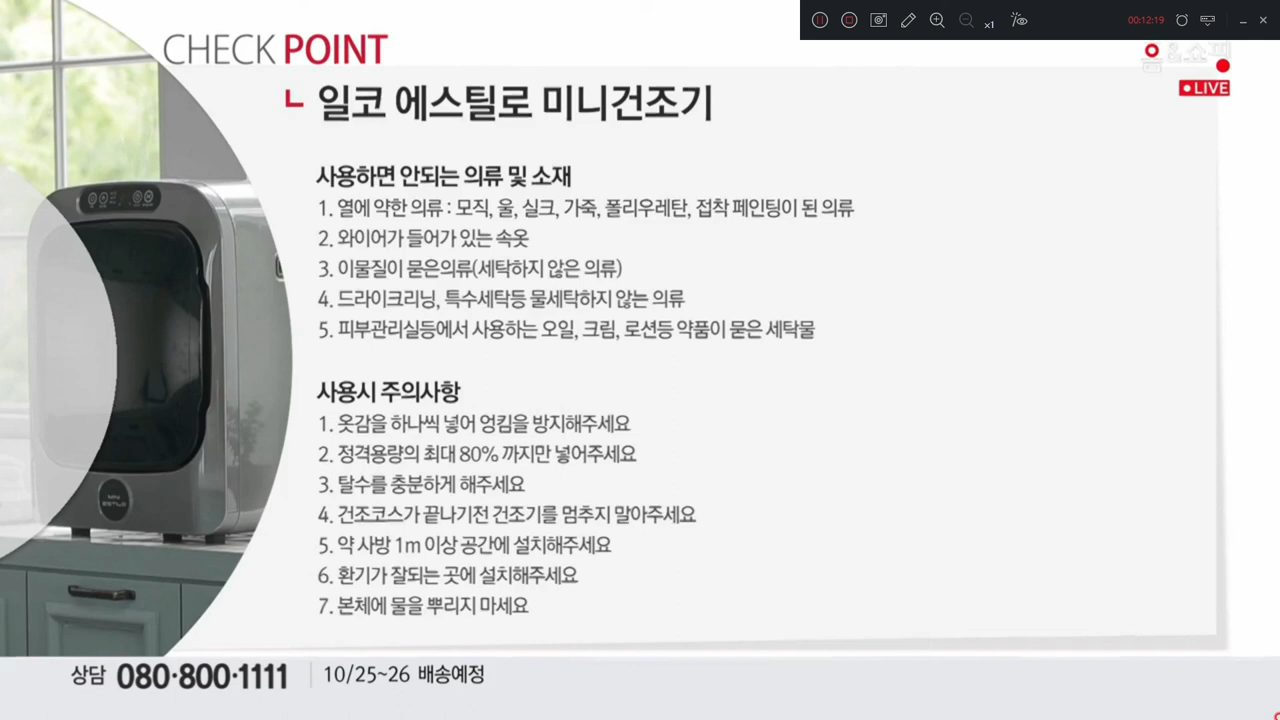 x1
00:12:19
CHECK POINT
홈&쇼핑
LIVE
일코 에스틸로 미니건조기
사용하면 안되는 의류 및 소재
1. 열에 약한 의류 : 모직, 울, 실크, 가죽, 폴리우레탄, 접착 페인팅이 된 의류
2. 와이어가 들어가 있는 속옷
3. 이물질이 묻은의류(세탁하지 않은 의류)
4. 드라이크리닝, 특수세탁등 물세탁하지 않는 의류
5. 피부관리실등에서 사용하는 오일, 크림, 로션등 약품이 묻은 세탁물
사용시 주의사항
1. 옷감을 하나씩 넣어 엉킴을 방지해주세요
2. 정격용량의 최대 80% 까지만 넣어주세요
3. 탈수를 충분하게 해주세요
4. 건조코스가 끝나기전 건조기를 멈추지 말아주세요
5. 약 사방 1m 이상 공간에 설치해주세요
6. 환기가 잘되는 곳에 설치해주세요
7. 본체에 물을 뿌리지 마세요
상담 080·800·1111 10/25~26 배송예정